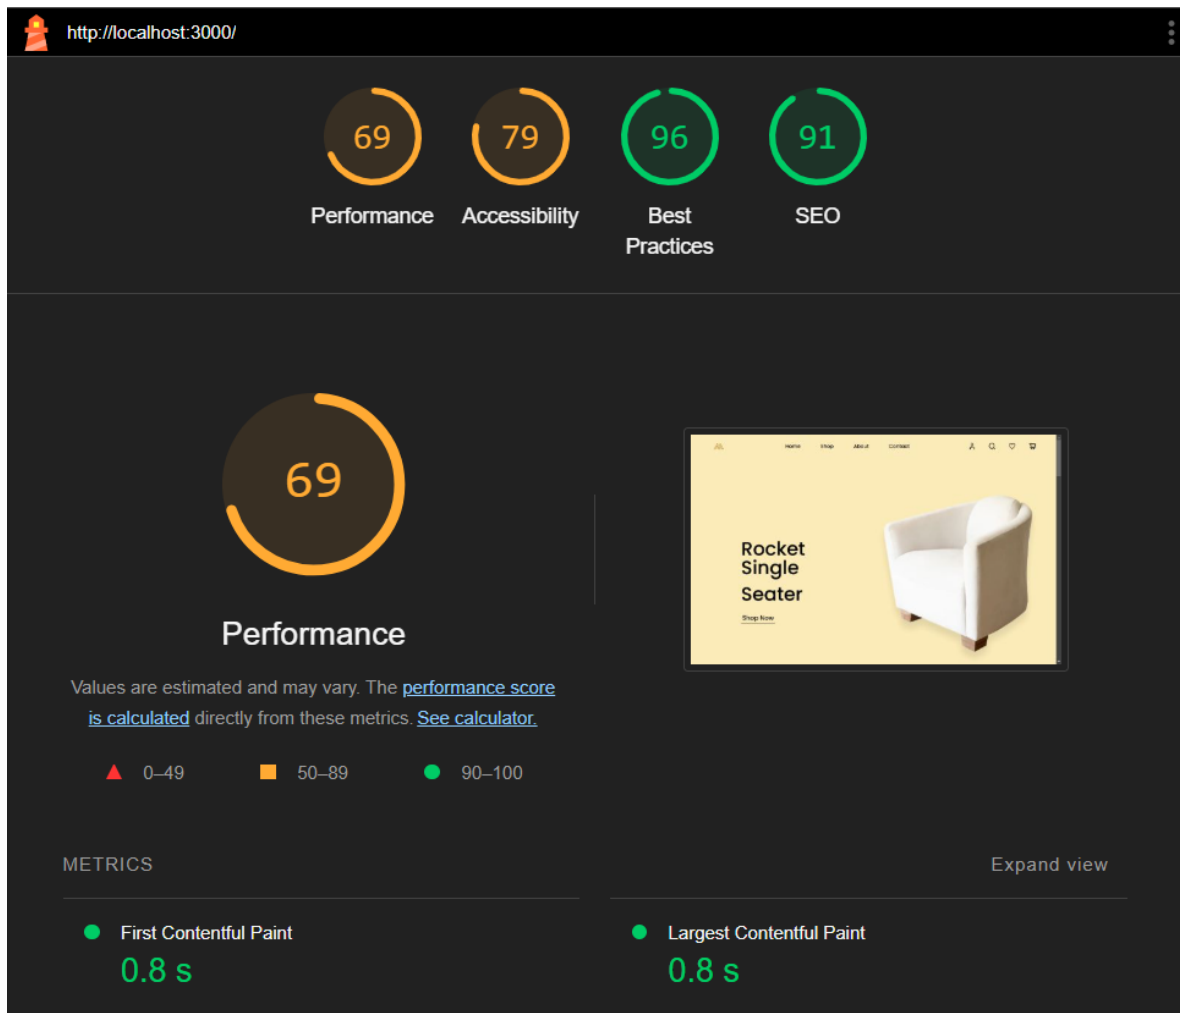 http://localhost:3000/
69
79
96
91
Performance
Accessibility
Best
Practices
SEO
69
Performance
Values are estimated and may vary. The performance score
is calculated directly from these metrics. See calculator.
0–49
50–89
90–100
Home
Shop
About
Contact
Rocket
Single
Seater
Shop Now
METRICS
Expand view
First Contentful Paint
0.8 s
Largest Contentful Paint
0.8 s